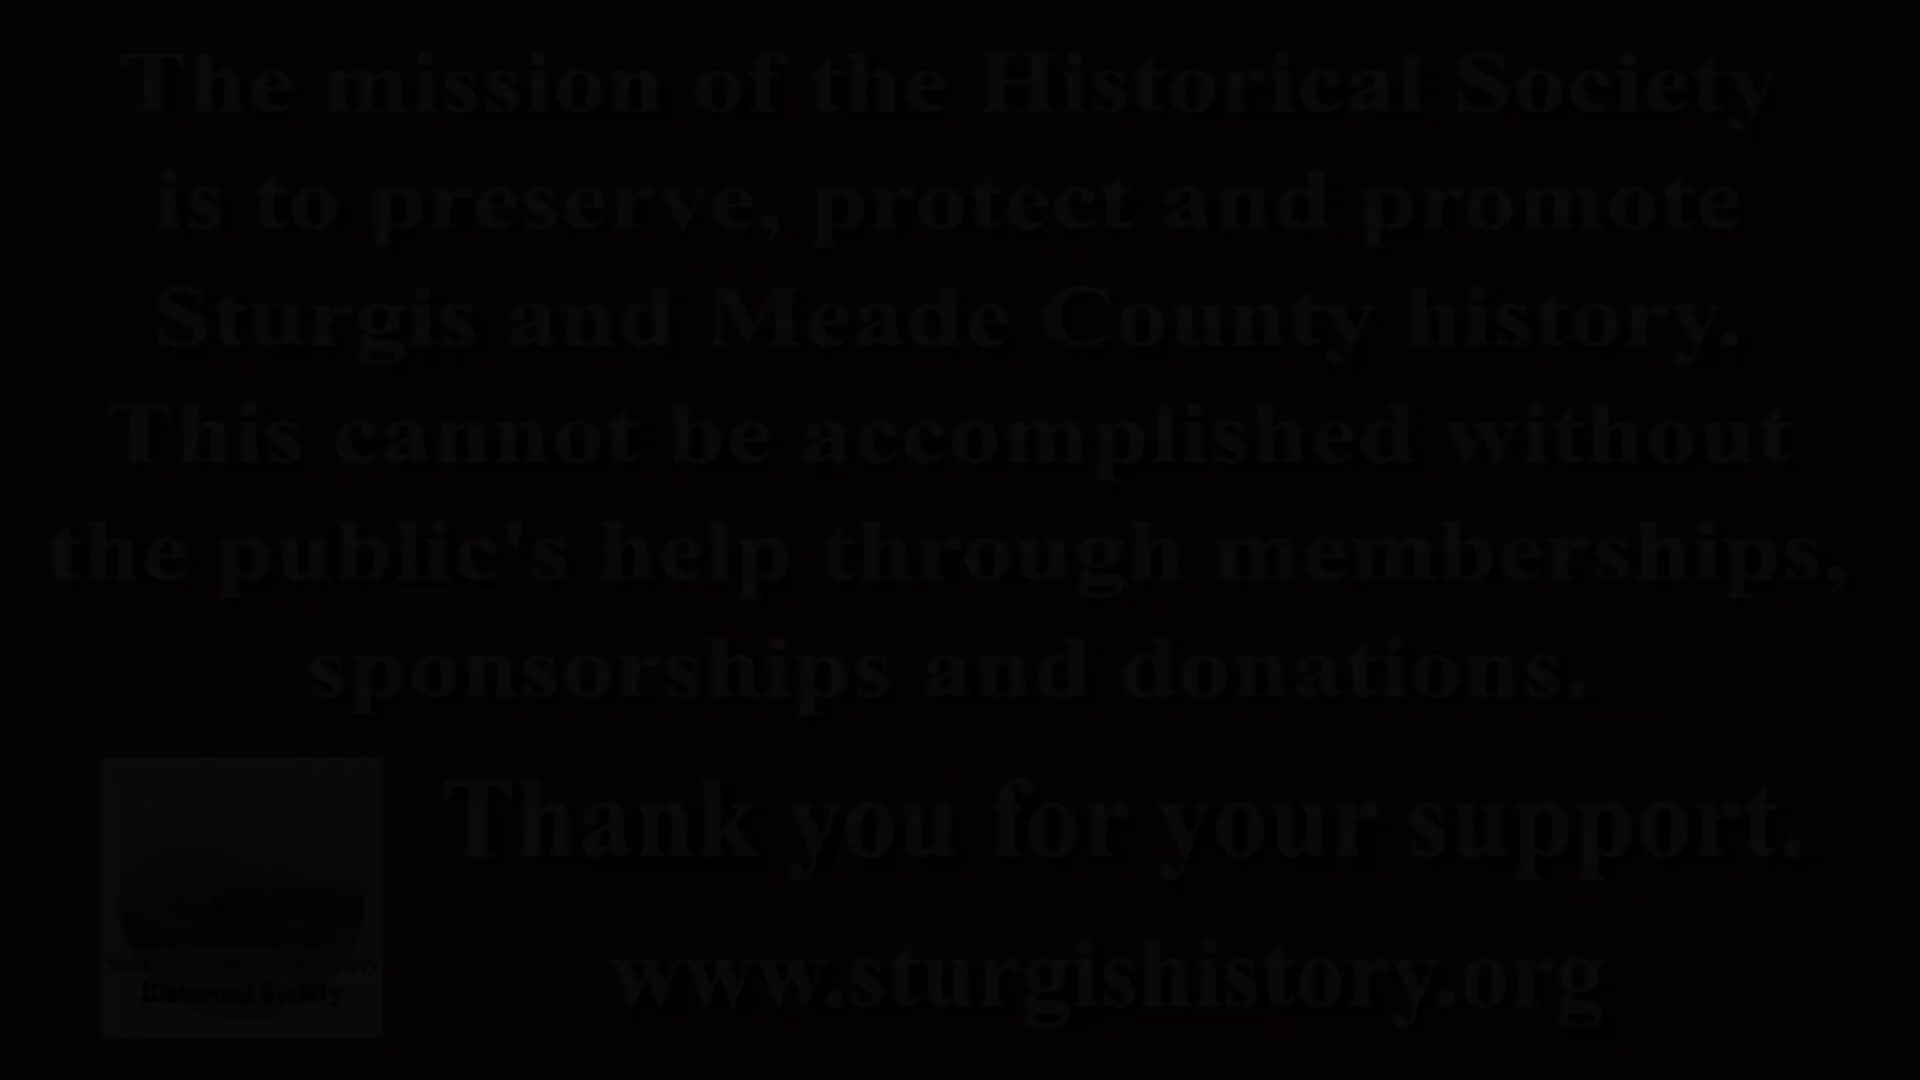 The mission of the Historical Society
is to preserve, protect and promote
Sturgis and Meade County history.
This cannot be accomplished without
the public's help through memberships,
sponsorships and donations.
Thank you for your support.
www.sturgishistory.org
Historical Society